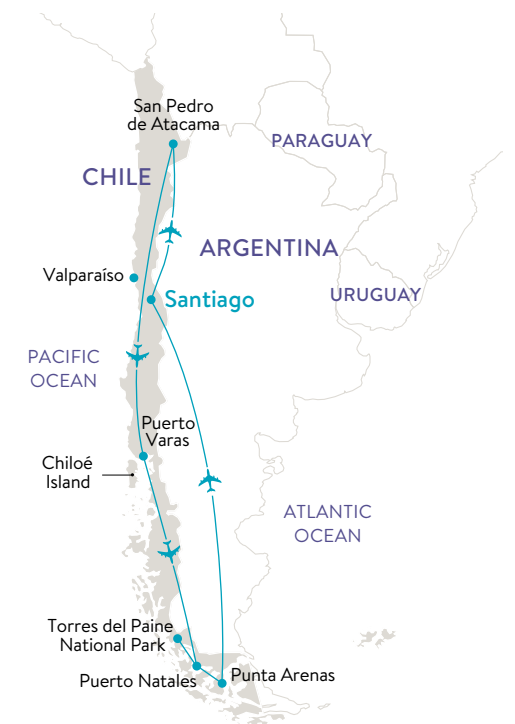 San Pedro
de Atacama
PARAGUAY
CHILE
ARGENTINA
Valparaíso
Santiago
URUGUAY
PACIFIC
OCEAN
Puerto
Varas
Chiloé
Island
ATLANTIC
OCEAN
Torres del Paine
National Park
Puerto Natales
Punta Arenas